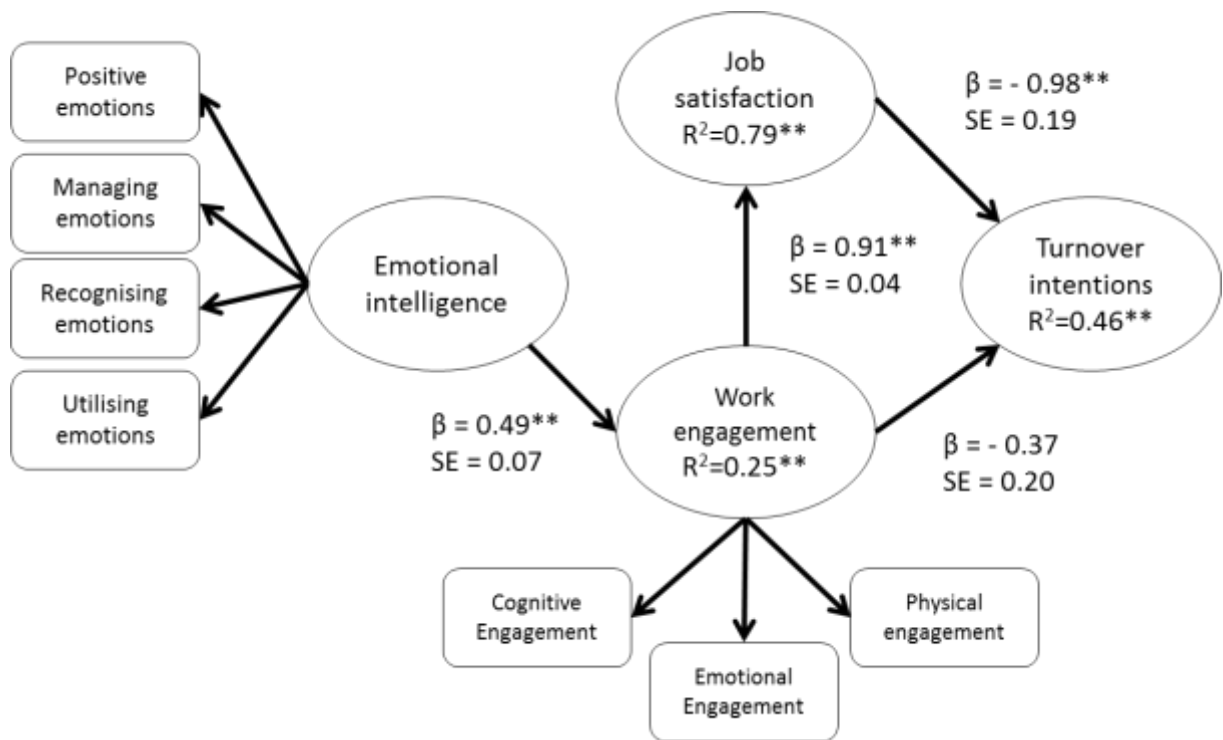 Positive
emotions
Managing
emotions
Recognising
emotions
Utilising
emotions
Emotional
intelligence
β = 0.49**
SE = 0.07
Job
satisfaction
R²=0.79**
β = 0.91**
SE = 0.04
Work
engagement
R²=0.25**
β = - 0.98**
SE = 0.19
Turnover
intentions
R²=0.46**
β = - 0.37
SE = 0.20
Cognitive
Engagement
Emotional
Engagement
Physical
engagement